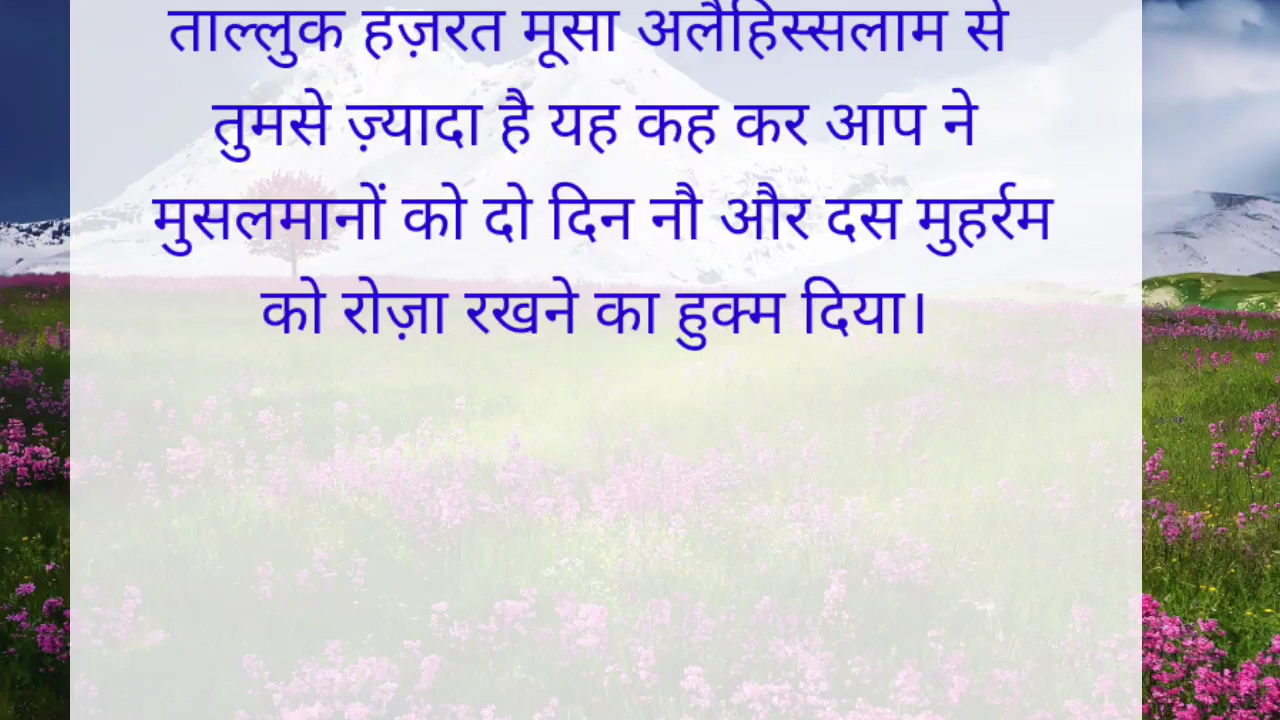 ताल्लुक हज़रत मूसा अलैहिस्सलाम से
तुमसे ज़्यादा है यह कह कर आप ने
मुसलमानों को दो दिन नौ और दस मुहर्रम
को रोज़ा रखने का हुक्म दिया।